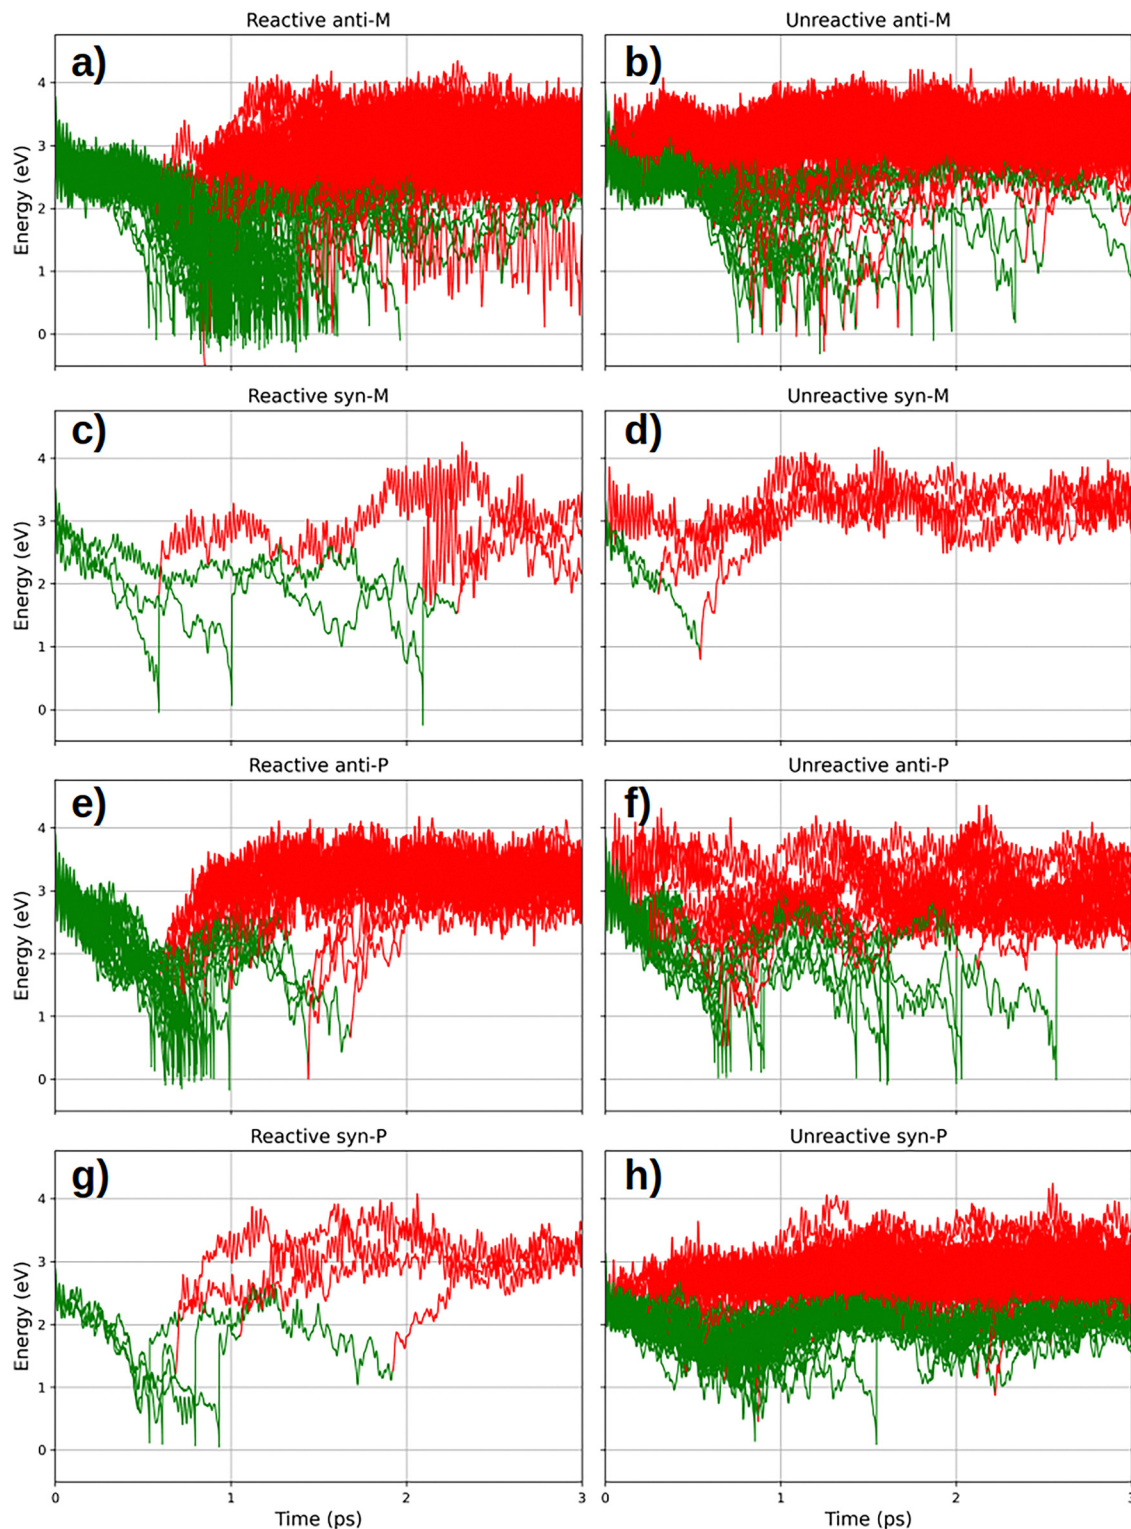 Reactive anti-M
Unreactive anti-M
a)
b)
Energy (eV)
4
3
2
1
0
Reactive syn-M
Unreactive syn-M
c)
d)
Energy (eV)
4
3
2
1
0
Reactive anti-P
Unreactive anti-P
e)
f)
Energy (eV)
4
3
2
1
0
Reactive syn-P
Unreactive syn-P
g)
h)
Energy (eV)
4
3
2
1
0
0 1 2 3
0 1 2 3
Time (ps)
Time (ps)